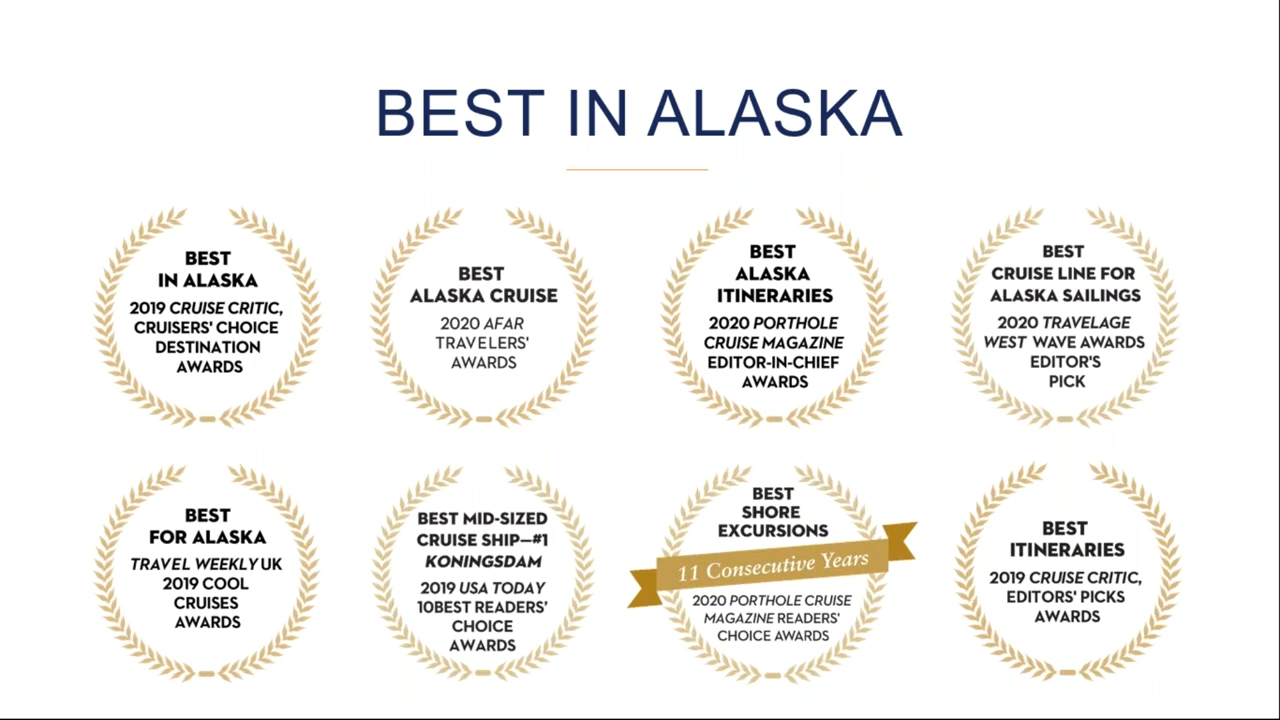 BEST IN ALASKA
BEST
IN ALASKA
2019 CRUISE CRITIC,
CRUISERS' CHOICE
DESTINATION
AWARDS
BEST
ALASKA CRUISE
2020 AFAR
TRAVELERS'
AWARDS
BEST
ALASKA
ITINERARIES
2020 PORTHOLE
CRUISE MAGAZINE
EDITOR-IN-CHIEF
AWARDS
BEST
CRUISE LINE FOR
ALASKA SAILINGS
2020 TRAVELAGE
WEST WAVE AWARDS
EDITOR'S
PICK
BEST
FOR ALASKA
TRAVEL WEEKLY UK
2019 COOL
CRUISES
AWARDS
BEST MID-SIZED
CRUISE SHIP—#1
KONINGSDAM
2019 USA TODAY
10BEST READERS'
CHOICE
AWARDS
BEST
SHORE
EXCURSIONS
11 Consecutive Years
2020 PORTHOLE CRUISE
MAGAZINE READERS'
CHOICE AWARDS
BEST
ITINERARIES
2019 CRUISE CRITIC,
EDITORS' PICKS
AWARDS